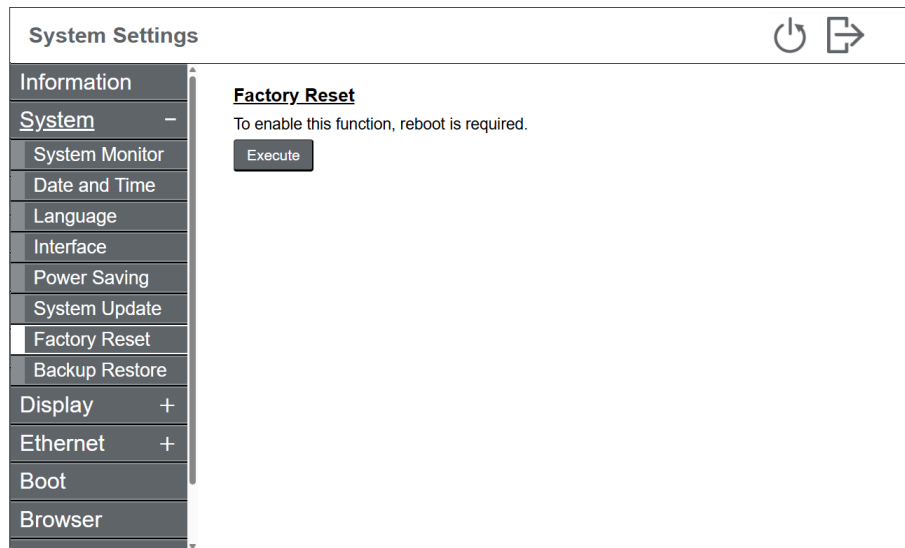 System Settings
Information
System −
System Monitor
Date and Time
Language
Interface
Power Saving
System Update
Factory Reset
Backup Restore
Display +
Ethernet +
Boot
Browser
Factory Reset
To enable this function, reboot is required.
Execute